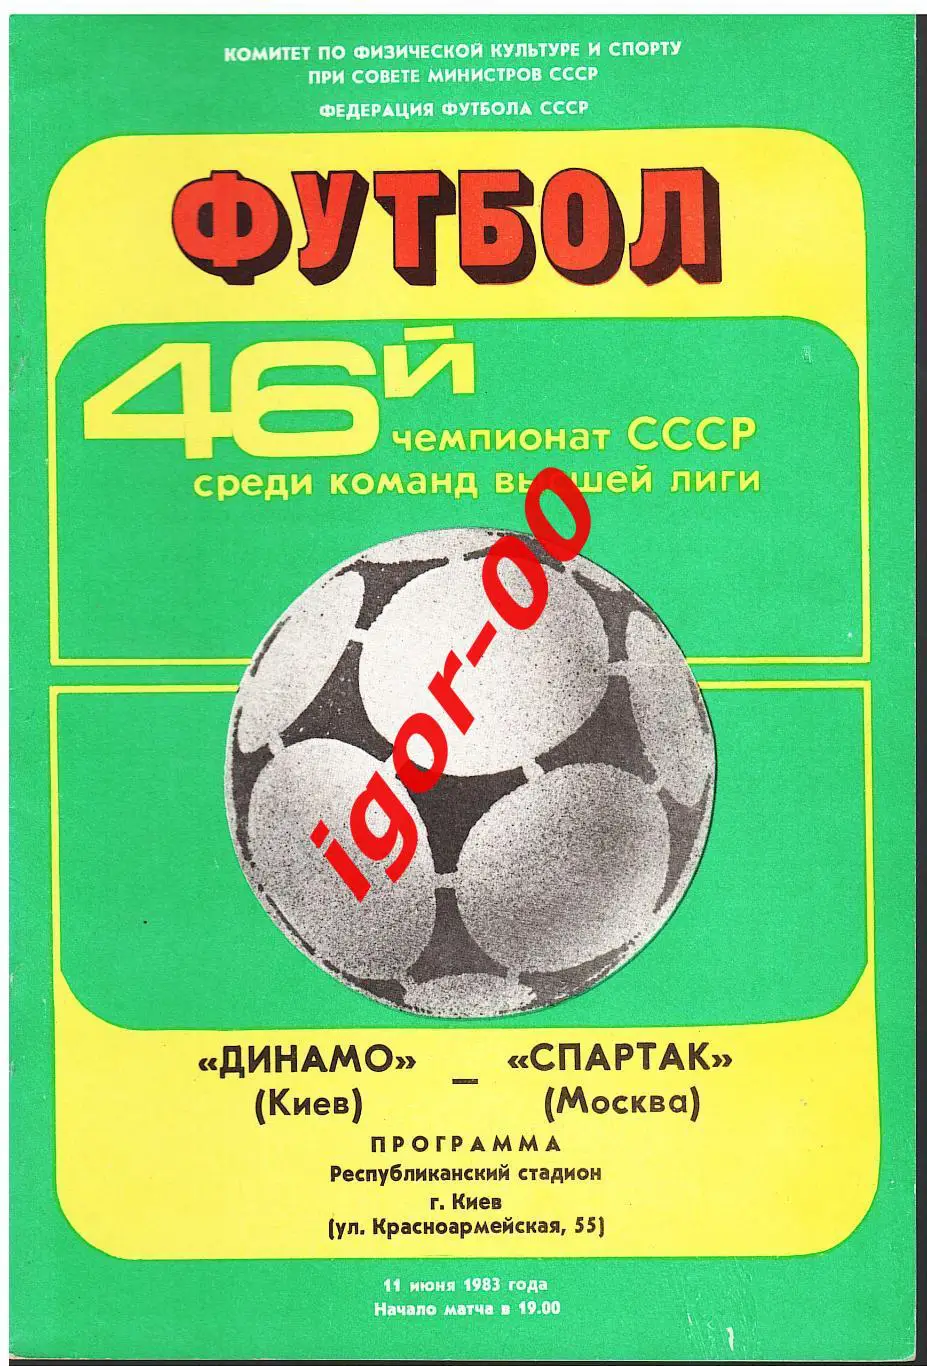 КОМИТЕТ ПО ФИЗИЧЕСКОЙ КУЛЬТУРЕ И СПОРТУ
ПРИ СОВЕТЕ МИНИСТРОВ СССР
ФЕДЕРАЦИЯ ФУТБОЛА СССР
ФУТБОЛ
46й
чемпионат СССР
среди команд высшей лиги
igor-00
«ДИНАМО» — «СПАРТАК»
(Киев) (Москва)
ПРОГРАММА
Республиканский стадион
г. Киев
(ул. Красноармейская, 55)
11 июня 1983 года
Начало матча в 19.00